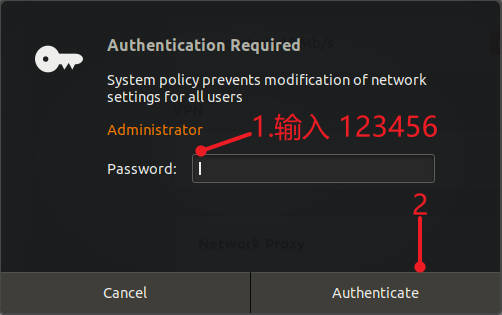 Authentication Required
System policy prevents modification of network
settings for all users
Administrator
1.输入 123456
Password:
2
Network Proxy
Cancel
Authenticate